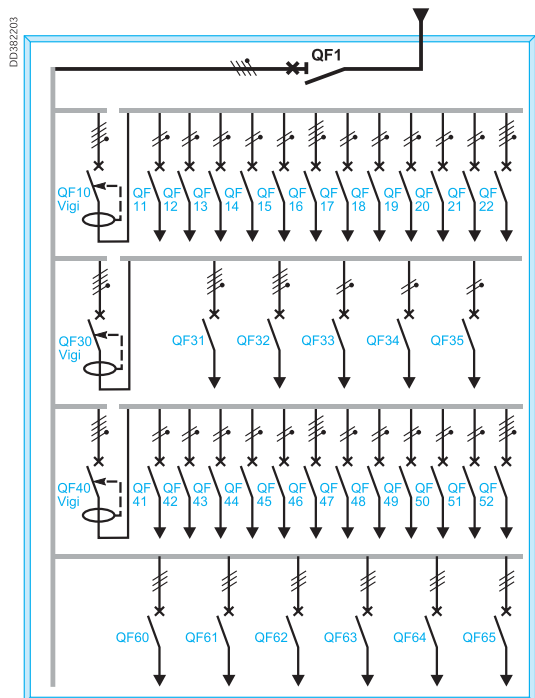 DD382203
QF1
QF10 Vigi
QF 11
QF 12
QF 13
QF 14
QF 15
QF 16
QF 17
QF 18
QF 19
QF 20
QF 21
QF 22
QF30 Vigi
QF31
QF32
QF33
QF34
QF35
QF40 Vigi
QF 41
QF 42
QF 43
QF 44
QF 45
QF 46
QF 47
QF 48
QF 49
QF 50
QF 51
QF 52
QF60
QF61
QF62
QF63
QF64
QF65